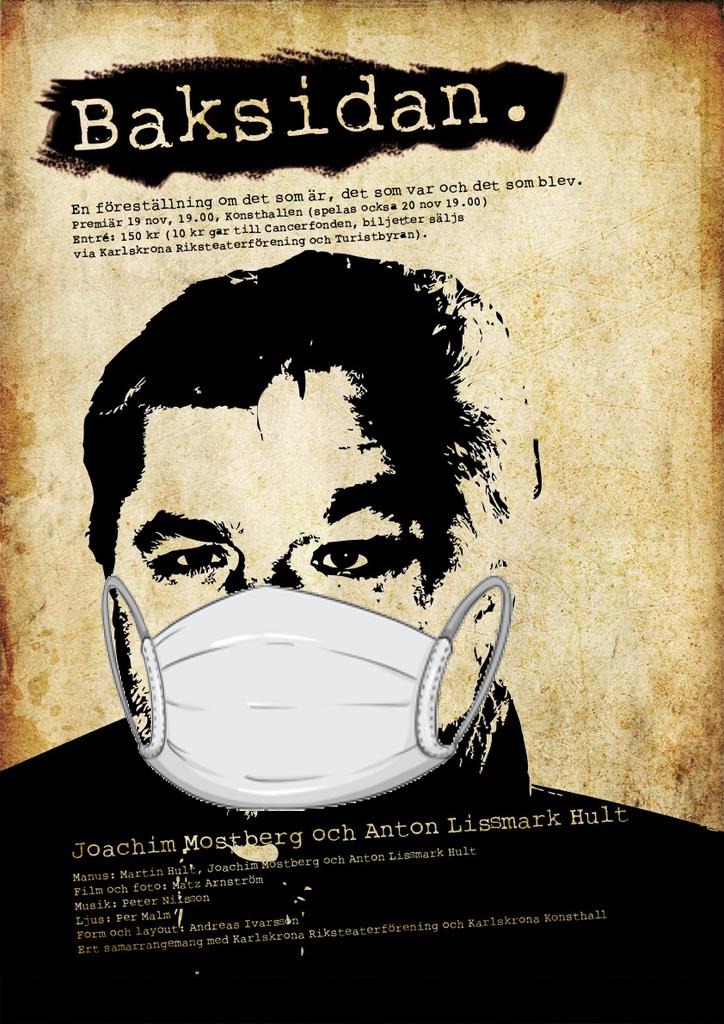 Baksidan.
En föreställning om det som är, det som var och det som blev.
Premiär 19 nov, 19.00, Konsthallen (spelas ocksa 20 nov 19.00)
Entré: 150 kr (10 kr gar till Cancerfonden, biljetter säljs
via Karlskrona Riksteaterförening och Turistbyran).
Joachim Mostberg och Anton Lissmark Hult
Manus: Martin Hult, Joachim Mostberg och Anton Lissmark Hult
Film och foto: Matz Arnström
Musik: Peter Nilsson
Ljus: Per Malm
Form och layout: Andreas Ivarsson
Ert samarrangemang med Karlskrona Riksteaterförening och Karlskrona Konsthall